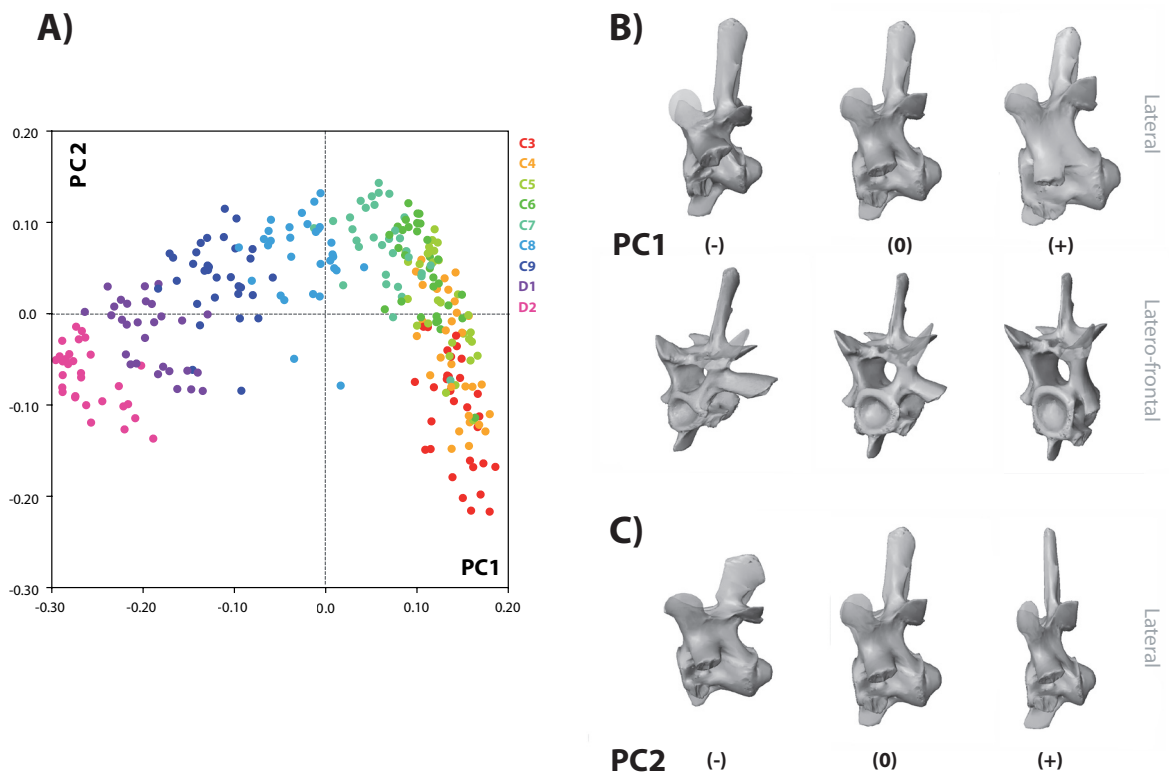 A)
PC2
0.20
0.10
0.0
-0.10
-0.20
-0.30
-0.30
-0.20
-0.10
0.0
0.10
0.20
PC1
C3
C4
C5
C6
C7
C8
C9
D1
D2
B)
Lateral
PC1 (-) (0) (+)
Latero-frontal
C)
Lateral
PC2 (-) (0) (+)